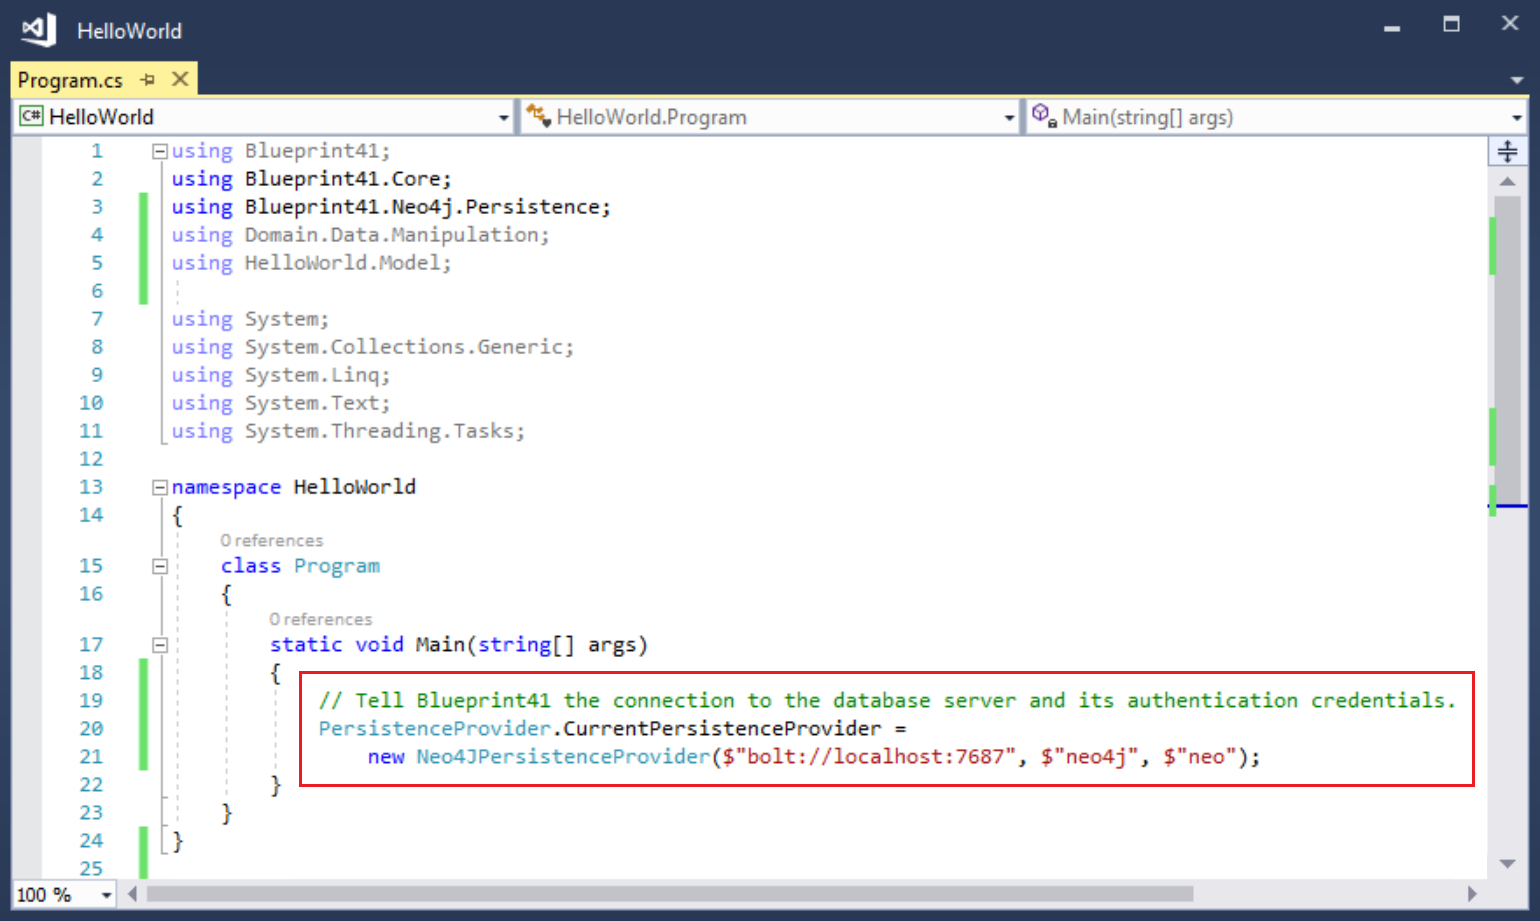 HelloWorld
Program.cs
C# HelloWorld
HelloWorld.Program
Main(string[] args)
1 using Blueprint41;
2 using Blueprint41.Core;
3 using Blueprint41.Neo4j.Persistence;
4 using Domain.Data.Manipulation;
5 using HelloWorld.Model;
6
7 using System;
8 using System.Collections.Generic;
9 using System.Linq;
10 using System.Text;
11 using System.Threading.Tasks;
12
13 namespace HelloWorld
14 {
0 references
15 class Program
16 {
0 references
17 static void Main(string[] args)
18 {
19 // Tell Blueprint41 the connection to the database server and its authentication credentials.
20 PersistenceProvider.CurrentPersistenceProvider =
21 new Neo4JPersistenceProvider($"bolt://localhost:7687", $"neo4j", $"neo");
22 }
23 }
24 }
25
100 %